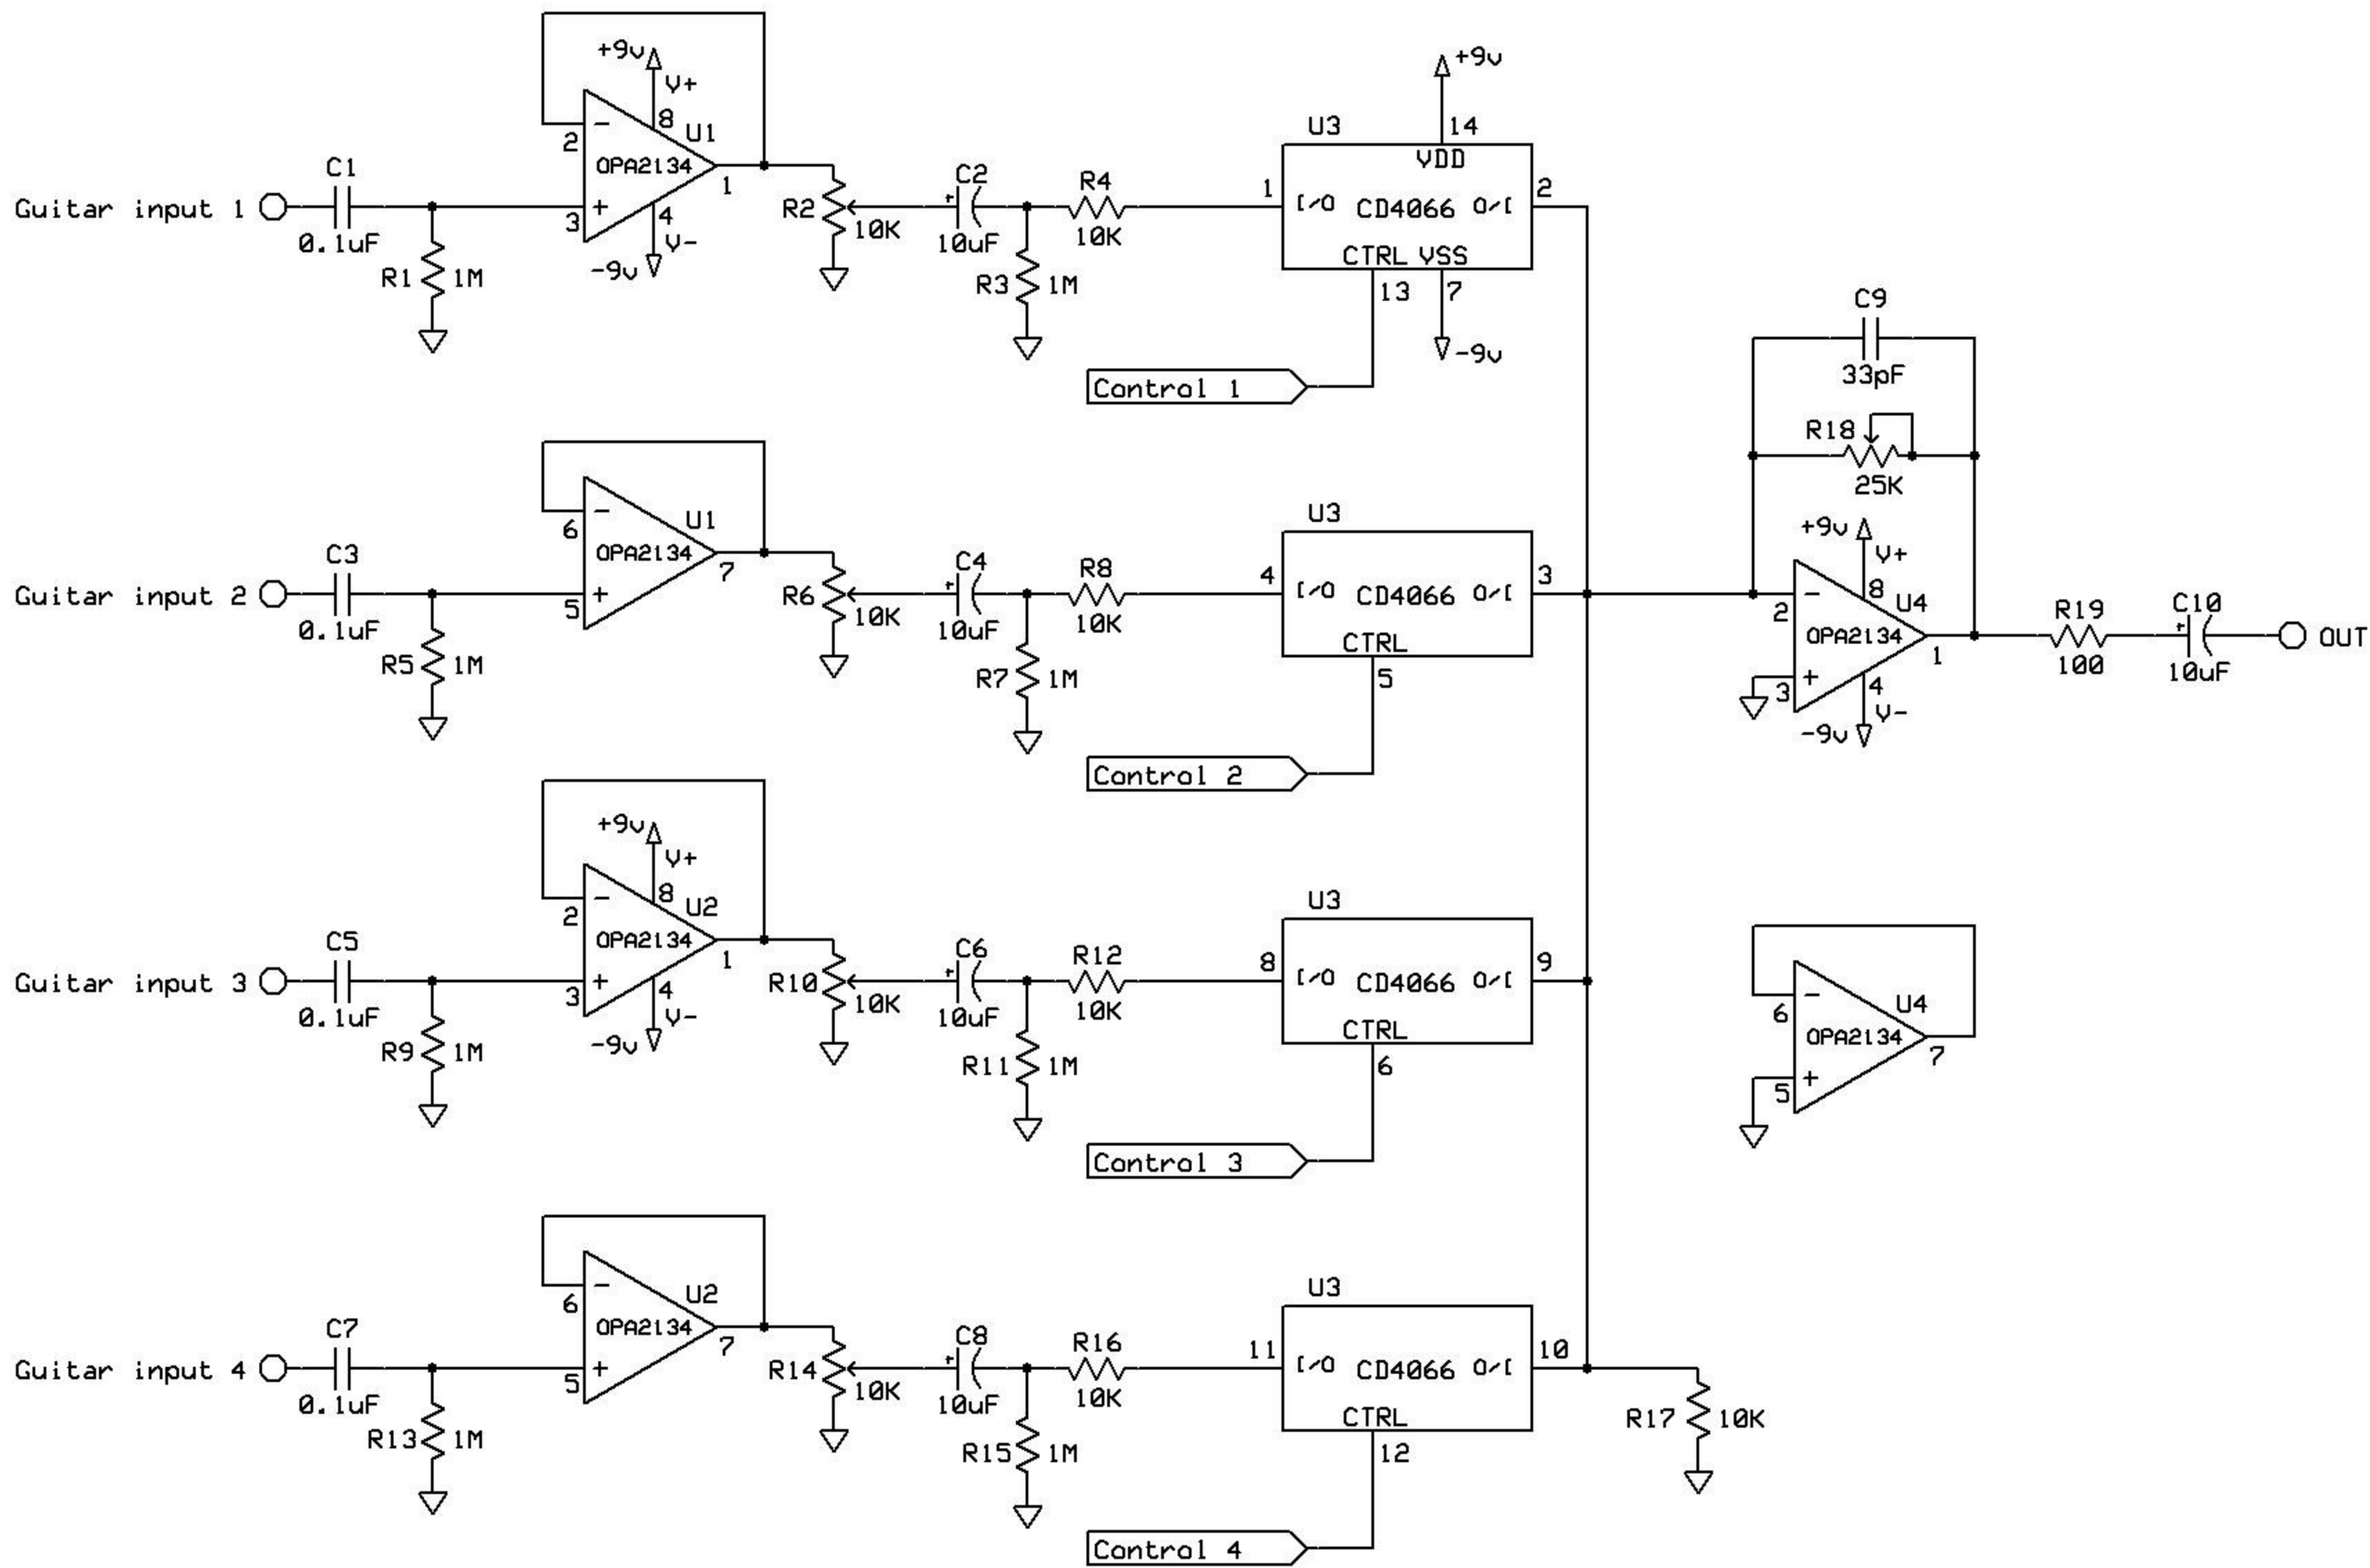 +9v
V+
8
U1
2
-
OPA2134
1
+
3
4
V-
-9v
Guitar input 1
C1
0.1uF
R1
1M
R2
10K
C2
+
10uF
R3
1M
R4
10K
+9v
U3
14
VDD
1
I/O
CD4066
O/I
2
CTRL
VSS
13
7
-9v
Control 1
Guitar input 2
C3
0.1uF
R5
1M
U1
6
-
OPA2134
7
+
5
R6
10K
C4
+
10uF
R7
1M
R8
10K
U3
4
I/O
CD4066
O/I
3
CTRL
5
Control 2
C9
33pF
R18
25K
+9v
V+
8
U4
2
-
OPA2134
1
+
3
4
V-
-9v
R19
100
C10
+
10uF
OUT
Guitar input 3
C5
0.1uF
R9
1M
+9v
V+
8
U2
2
-
OPA2134
1
+
3
4
V-
-9v
R10
10K
C6
+
10uF
R11
1M
R12
10K
U3
8
I/O
CD4066
O/I
9
CTRL
6
Control 3
U4
6
-
OPA2134
7
+
5
Guitar input 4
C7
0.1uF
R13
1M
U2
6
-
OPA2134
7
+
5
R14
10K
C8
+
10uF
R15
1M
R16
10K
U3
11
I/O
CD4066
O/I
10
CTRL
12
Control 4
R17
10K